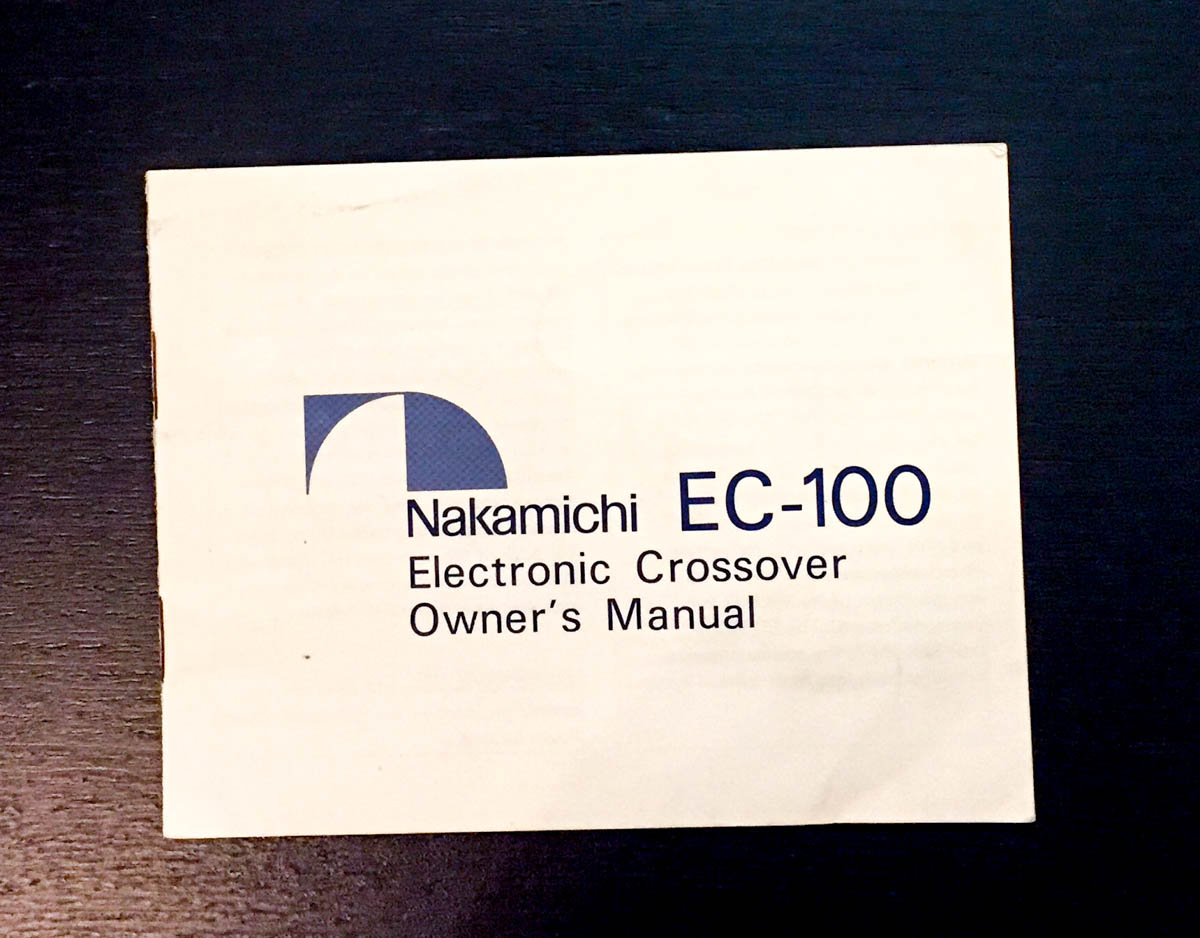 Nakamichi EC-100
Electronic Crossover
Owner's Manual